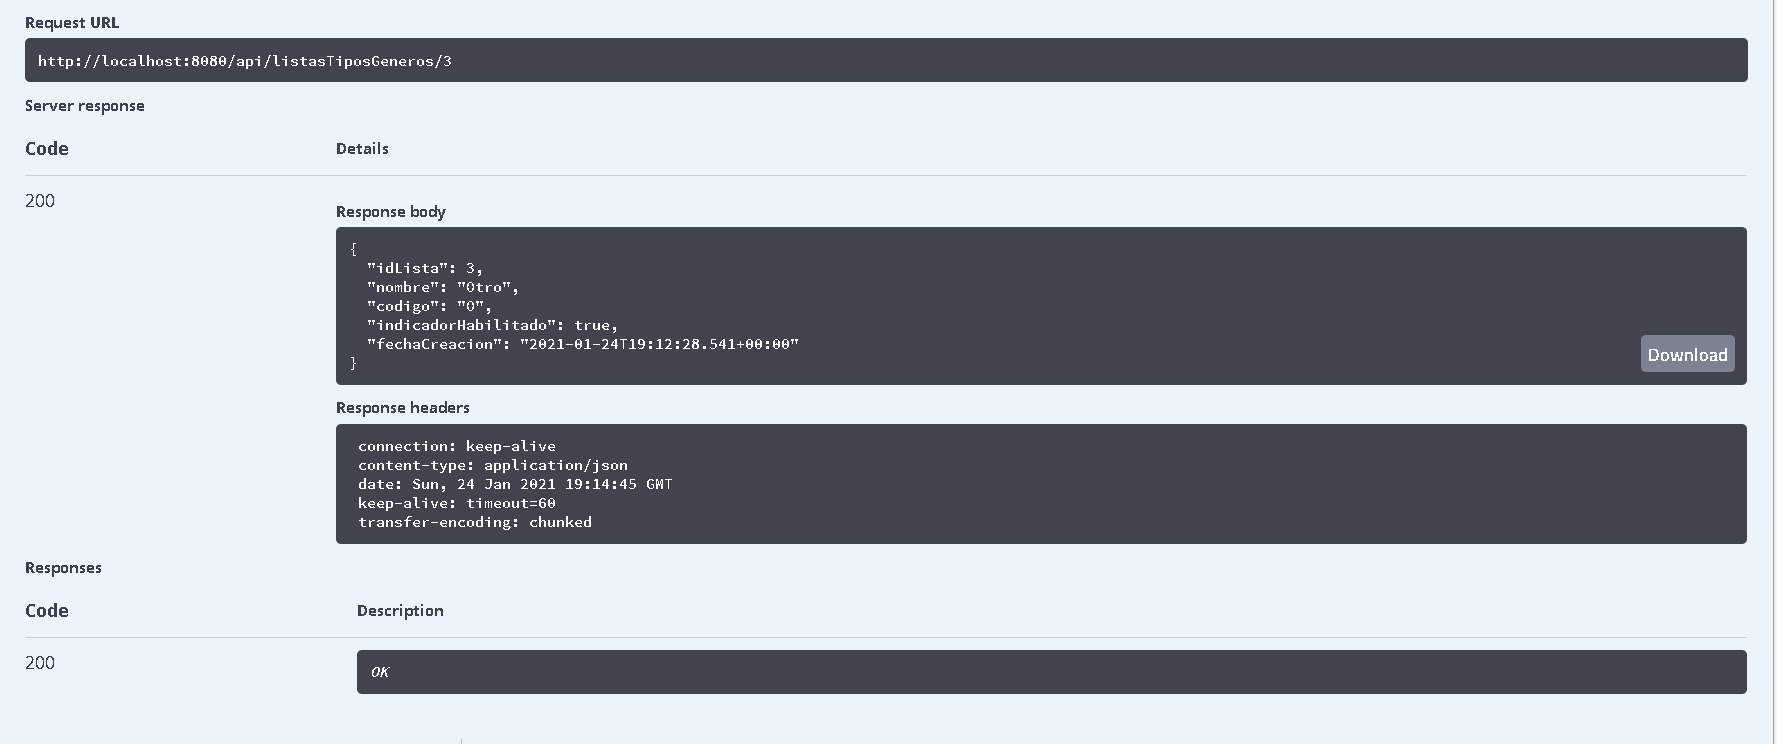 Request URL
http://localhost:8080/api/listasTiposGeneros/3
Server response
Code Details
200
Response body
{
  "idLista": 3,
  "nombre": "Otro",
  "codigo": "O",
  "indicadorHabilitado": true,
  "fechaCreacion": "2021-01-24T19:12:28.541+00:00"
}
Download
Response headers
connection: keep-alive
content-type: application/json
date: Sun, 24 Jan 2021 19:14:45 GMT
keep-alive: timeout=60
transfer-encoding: chunked
Responses
Code Description
200
OK